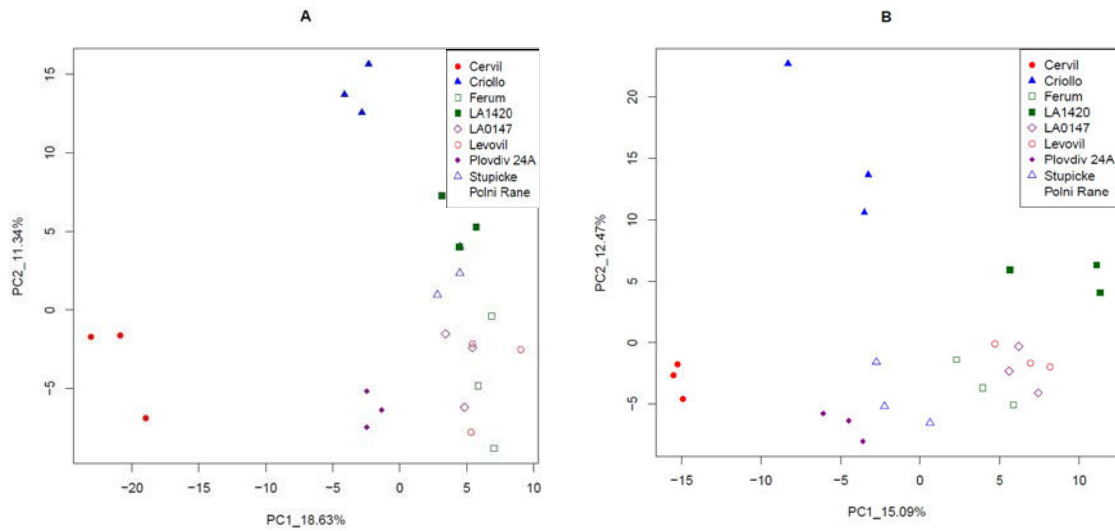 A
15
10
5
0
−5
PC2_11.34%
−20
−15
−10
−5
0
5
10
PC1_18.63%
Cervil
Criollo
Ferum
LA1420
LA0147
Levovil
Plovdiv 24A
Stupicke
Polni Rane
B
20
15
10
5
0
−5
PC2_12.47%
−15
−10
−5
0
5
10
PC1_15.09%
Cervil
Criollo
Ferum
LA1420
LA0147
Levovil
Plovdiv 24A
Stupicke
Polni Rane